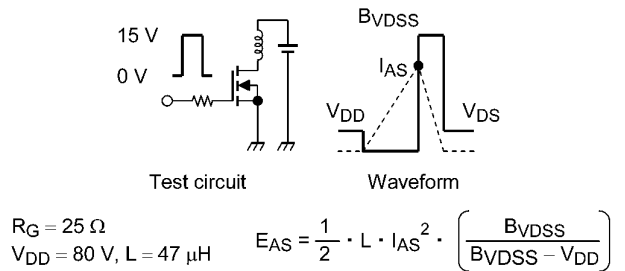 15 V
0 V
BVDSS
IAS
VDD
VDS
Test circuit
Waveform
RG = 25 Ω
VDD = 80 V, L = 47 μH
EAS = 1/2 · L · IAS² · (BVDSS / (BVDSS − VDD))